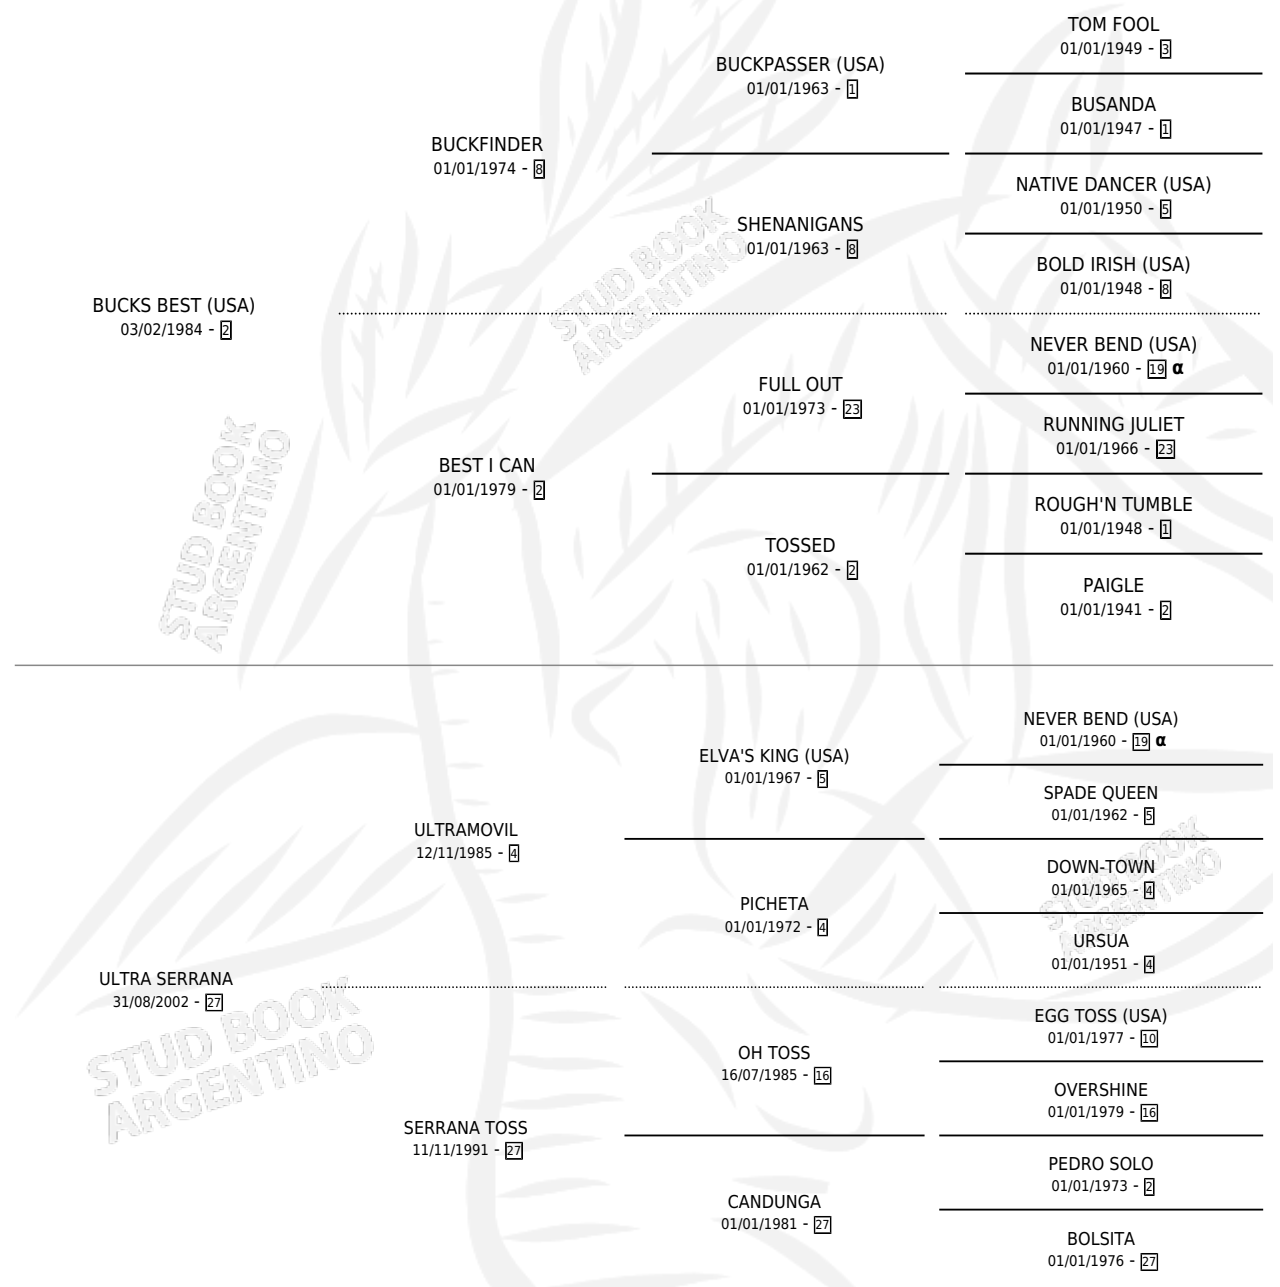 TOM FOOL
01/01/1949 - 3
BUCKPASSER (USA)
01/01/1963 - 1
BUSANDA
01/01/1947 - 1
BUCKFINDER
01/01/1974 - 8
NATIVE DANCER (USA)
01/01/1950 - 5
SHENANIGANS
01/01/1963 - 8
BOLD IRISH (USA)
01/01/1948 - 8
BUCKS BEST (USA)
03/02/1984 - 2
NEVER BEND (USA)
01/01/1960 - 19 α
FULL OUT
01/01/1973 - 23
RUNNING JULIET
01/01/1966 - 23
BEST I CAN
01/01/1979 - 2
ROUGH'N TUMBLE
01/01/1948 - 1
TOSSED
01/01/1962 - 2
PAIGLE
01/01/1941 - 2
NEVER BEND (USA)
01/01/1960 - 19 α
ELVA'S KING (USA)
01/01/1967 - 5
SPADE QUEEN
01/01/1962 - 5
ULTRAMOVIL
12/11/1985 - 4
DOWN-TOWN
01/01/1965 - 4
PICHETA
01/01/1972 - 4
URSUA
01/01/1951 - 4
ULTRA SERRANA
31/08/2002 - 27
EGG TOSS (USA)
01/01/1977 - 10
OH TOSS
16/07/1985 - 16
OVERSHINE
01/01/1979 - 16
SERRANA TOSS
11/11/1991 - 27
PEDRO SOLO
01/01/1973 - 2
CANDUNGA
01/01/1981 - 27
BOLSITA
01/01/1976 - 27
STUD BOOK
ARGENTINO
STUD BOOK
ARGENTINO
STUD BOOK
ARGENTINO
STUD BOOK
ARGENTINO